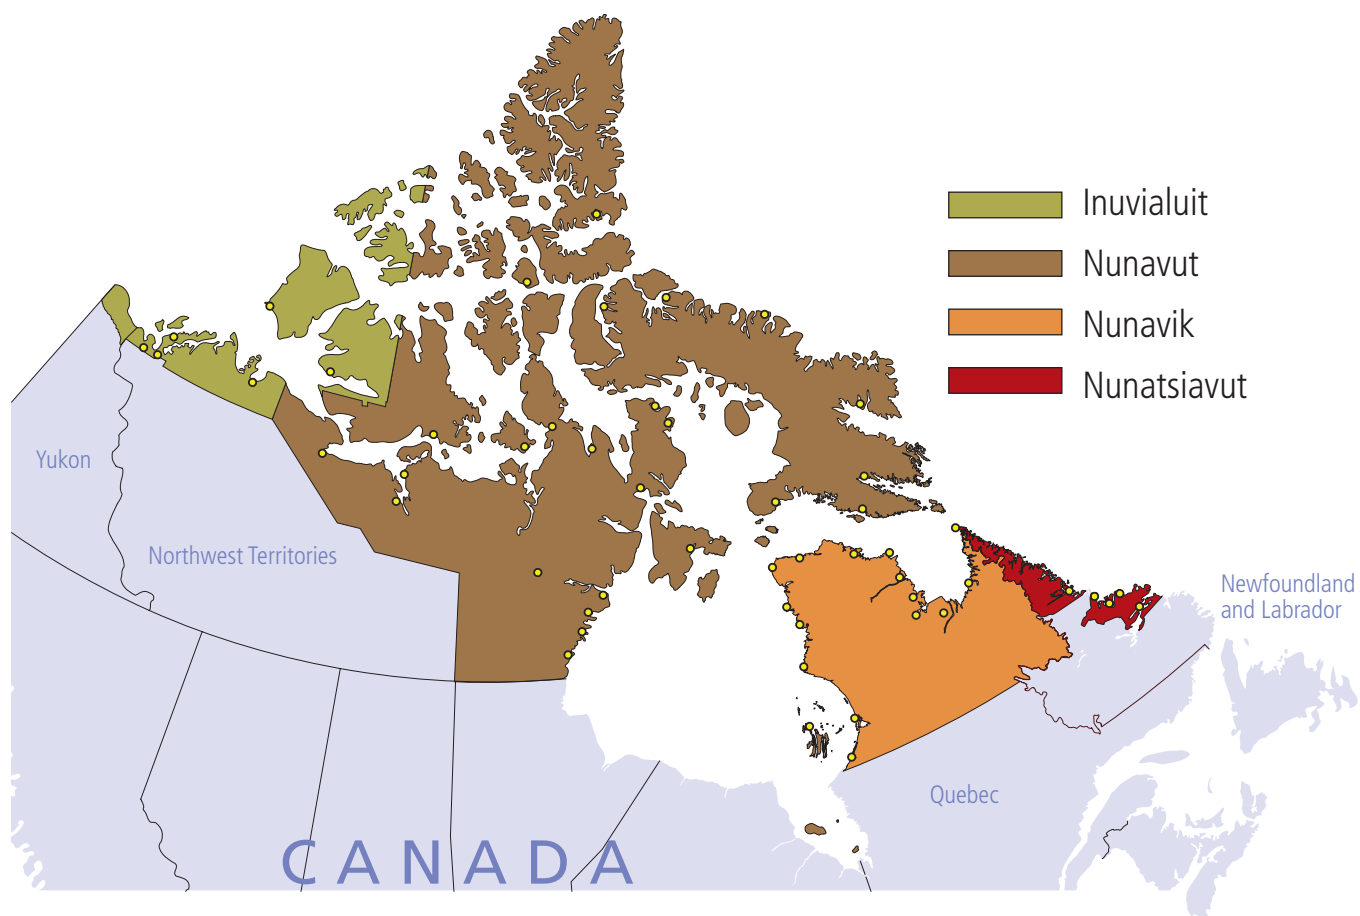 Inuvialuit
Nunavut
Nunavik
Nunatsiavut
Yukon
Northwest Territories
Newfoundland
and Labrador
Quebec
CANADA